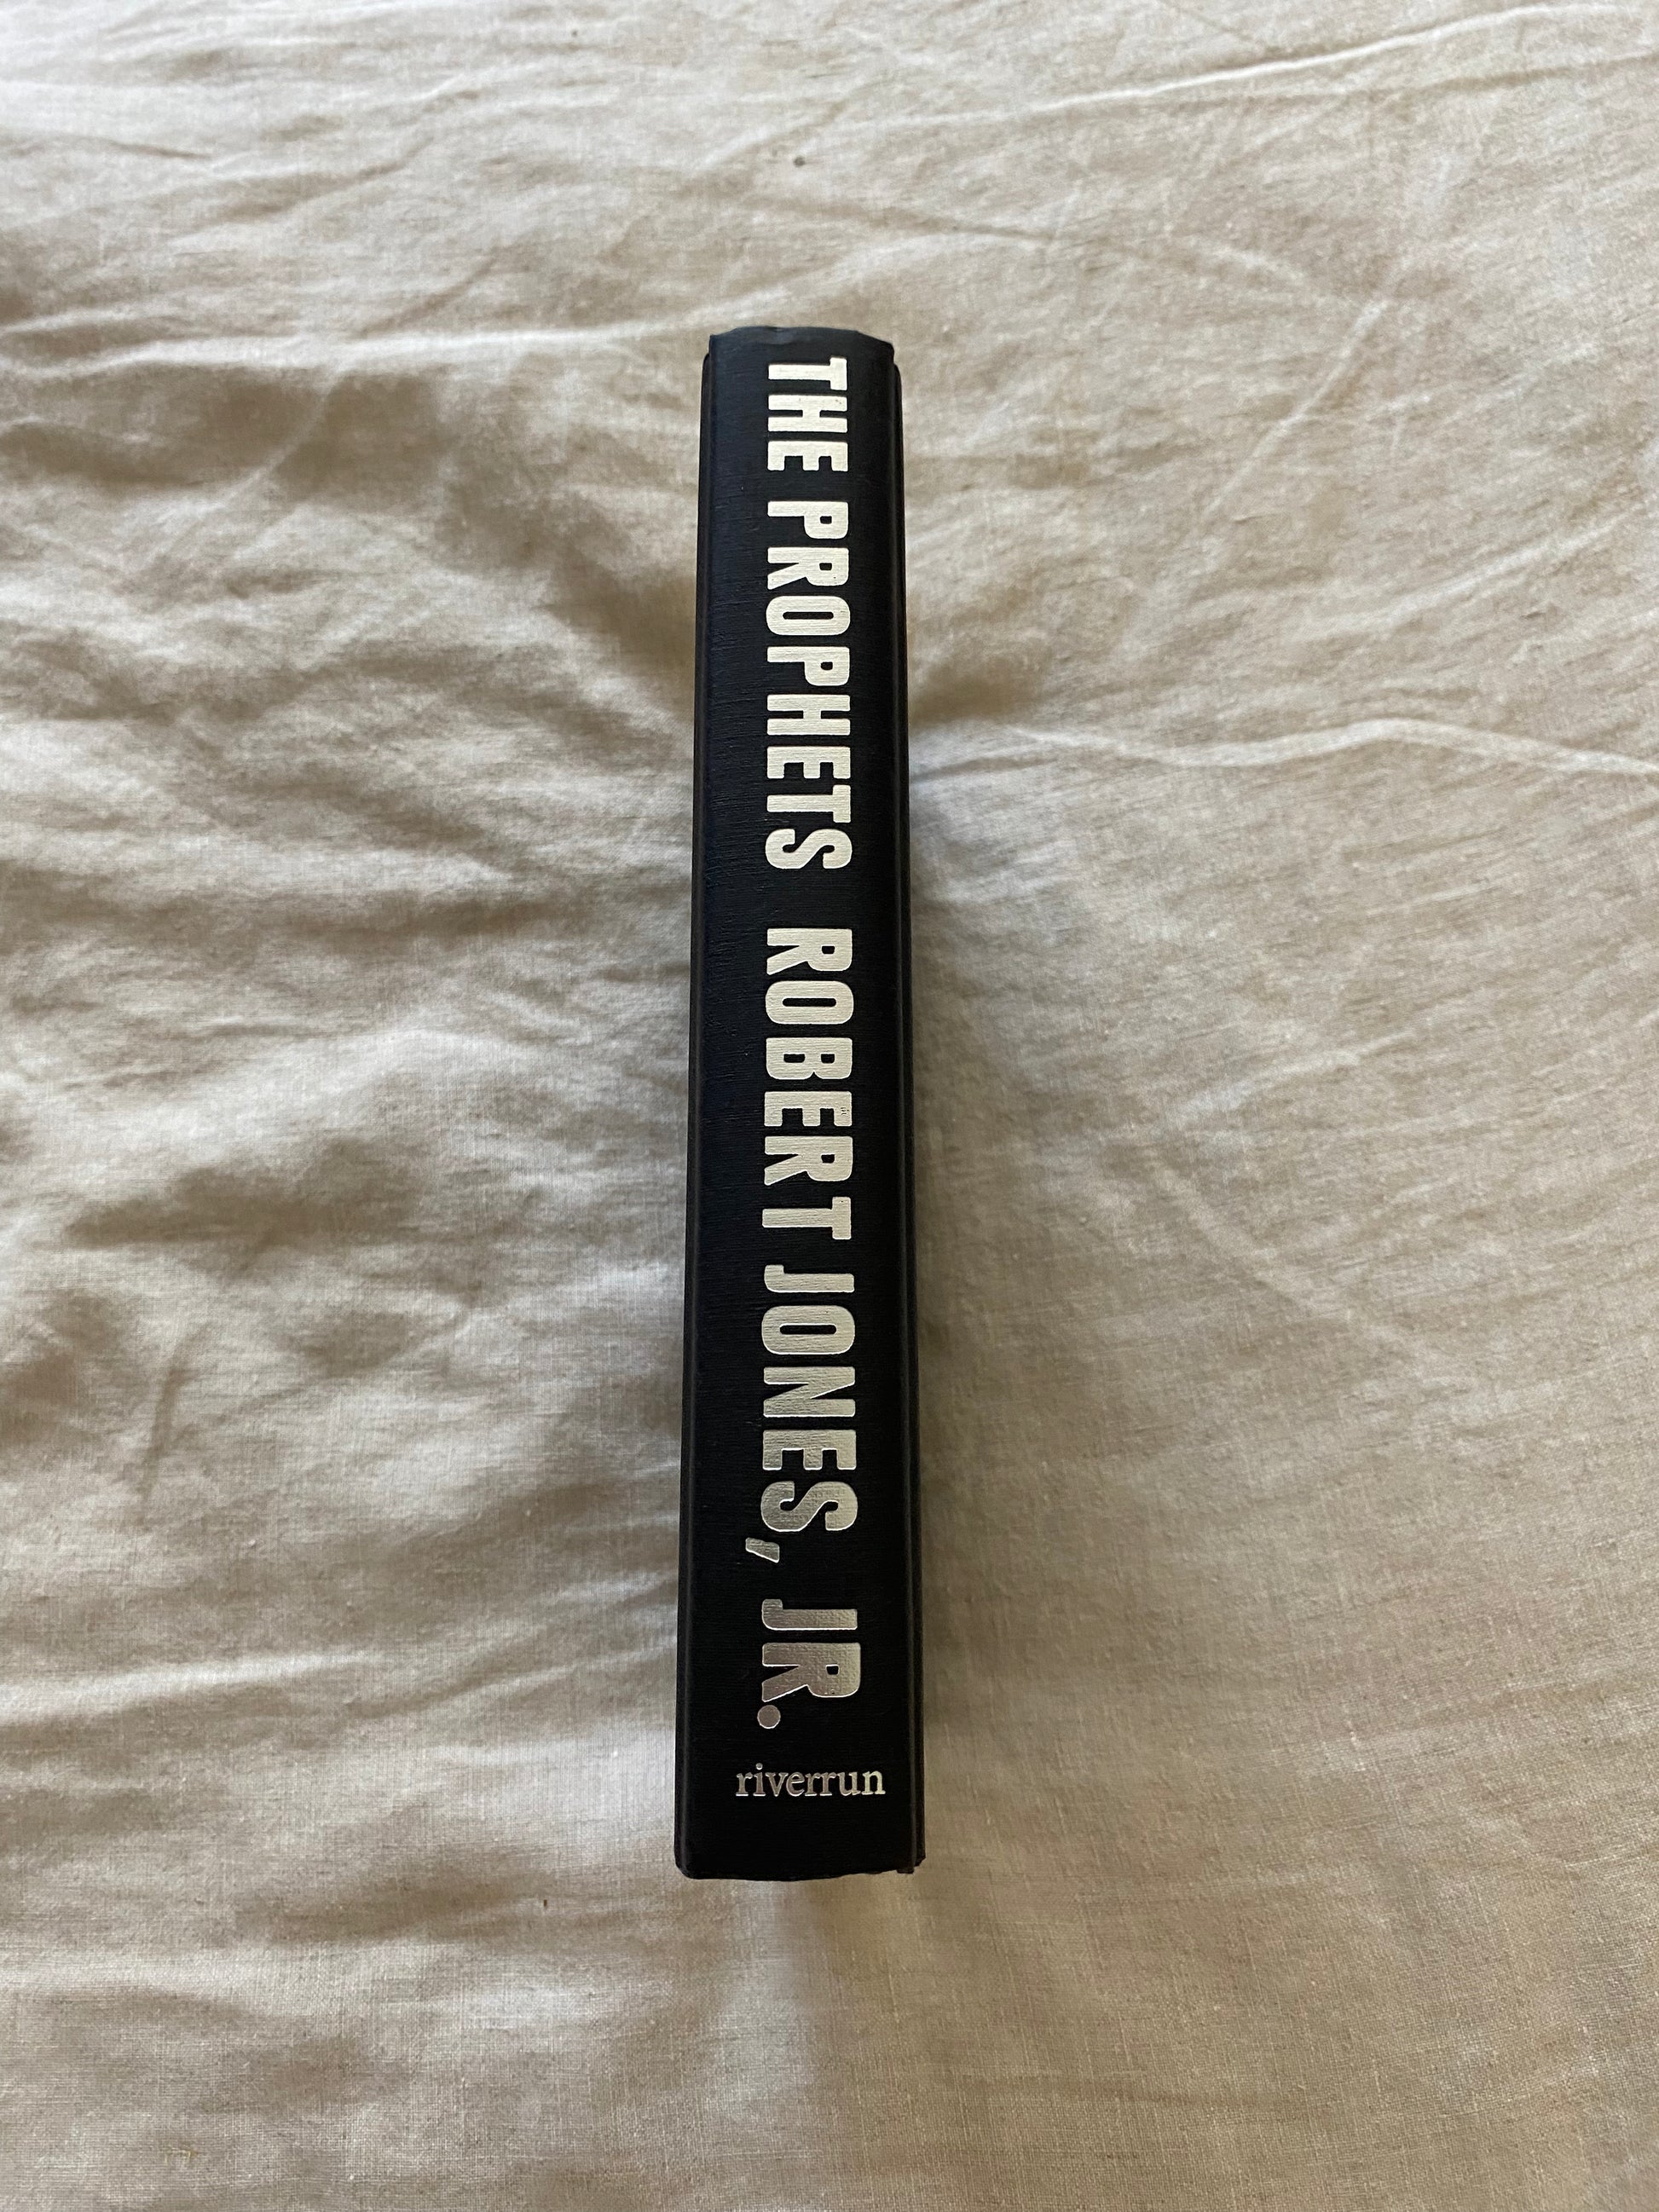 THE PROPHETS ROBERT JONES, JR.
riverrun